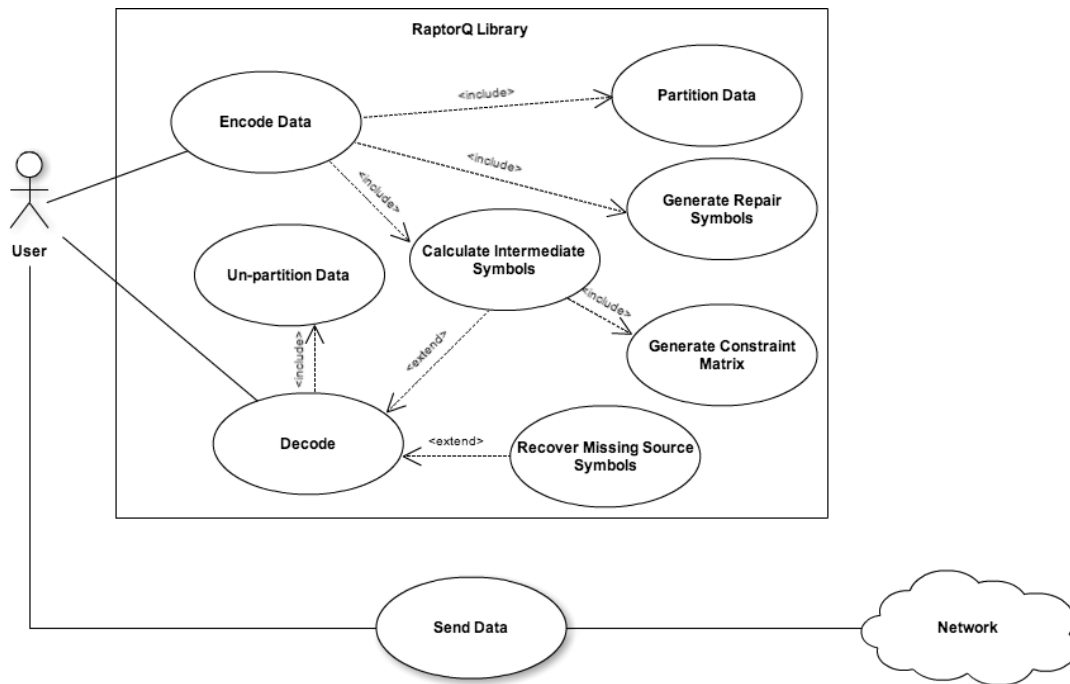 RaptorQ Library
Encode Data
<include>
Partition Data
<include>
Generate Repair
Symbols
<include>
User
Un-partition Data
Calculate Intermediate
Symbols
<include>
Generate Constraint
Matrix
<include>
<extend>
Decode
<extend>
Recover Missing Source
Symbols
Send Data
Network